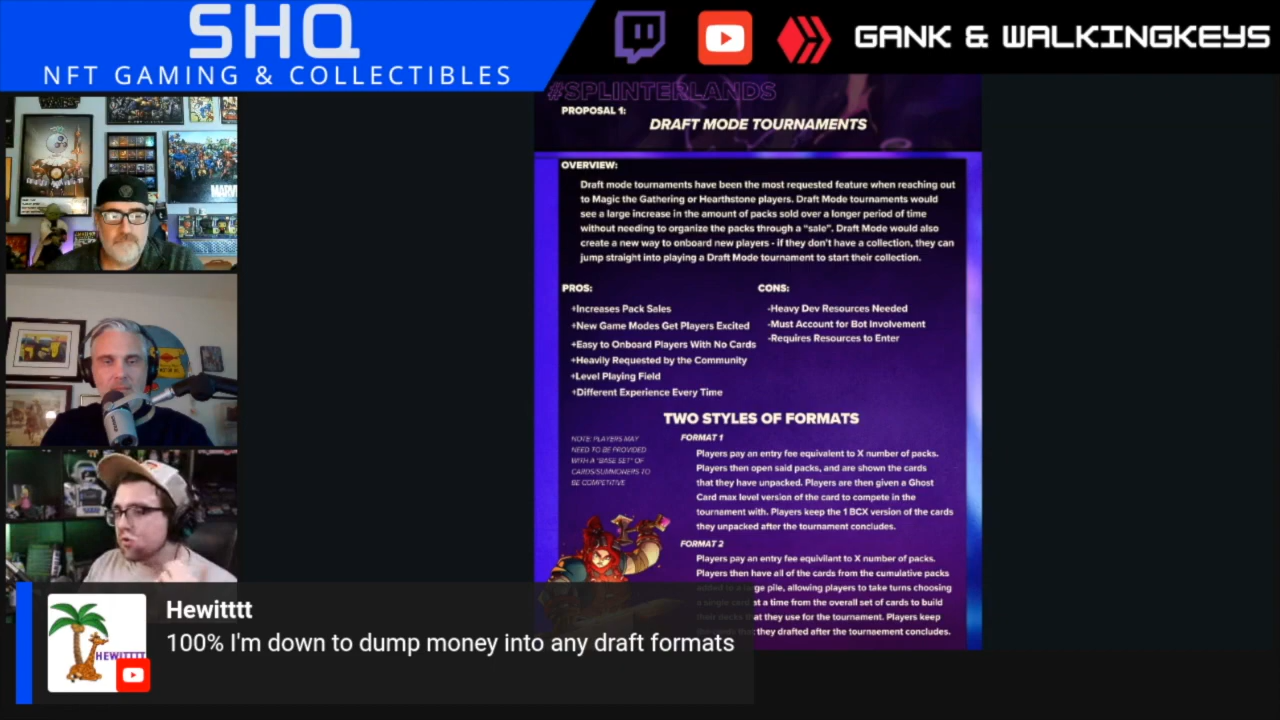 SHQ
NFT GAMING & COLLECTIBLES
GANK & WALKINGKEYS
#SPLINTERLANDS
PROPOSAL 1:
DRAFT MODE TOURNAMENTS
OVERVIEW:
Draft mode tournaments have been the most requested feature when reaching out
to Magic the Gathering or Hearthstone players. Draft Mode tournaments would
see a large increase in the amount of packs sold over a longer period of time
without needing to organize the packs through a "sale". Draft Mode would also
create a new way to onboard new players - if they don't have a collection, they can
jump straight into playing a Draft Mode tournament to start their collection.
PROS:
+Increases Pack Sales
+New Game Modes Get Players Excited
+Easy to Onboard Players With No Cards
+Heavily Requested by the Community
+Level Playing Field
+Different Experience Every Time
CONS:
-Heavy Dev Resources Needed
-Must Account for Bot Involvement
-Requires Resources to Enter
TWO STYLES OF FORMATS
NOTE: PLAYERS MAY
NEED TO BE PROVIDED
WITH A "BASE SET" OF
CARDS/SUMMONERS TO
BE COMPETITIVE
FORMAT 1
Players pay an entry fee equivalent to X number of packs.
Players then open said packs, and are shown the cards
that they have unpacked. Players are then given a Ghost
Card max level version of the card to compete in the
tournament with. Players keep the 1 BCX version of the cards
they unpacked after the tournament concludes.
FORMAT 2
Players pay an entry fee equivilant to X number of packs.
Players then have all of the cards from the cumulative packs
added to a large pile, allowing players to take turns choosing
a single card at a time from the overall set of cards to build
their decks that they use for the tournament. Players keep
they drafted after the tournaement concludes.
MARVEL
HEWITTTT
Hewitttt
100% I'm down to dump money into any draft formats